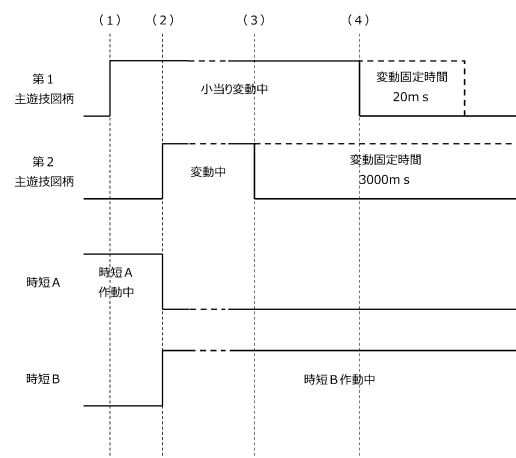 (1) (2) (3) (4)
第1
主遊技図柄
小当り変動中
変動固定時間
20ms
第2
主遊技図柄
変動中
変動固定時間
3000ms
時短A
時短A
作動中
時短B
時短B作動中